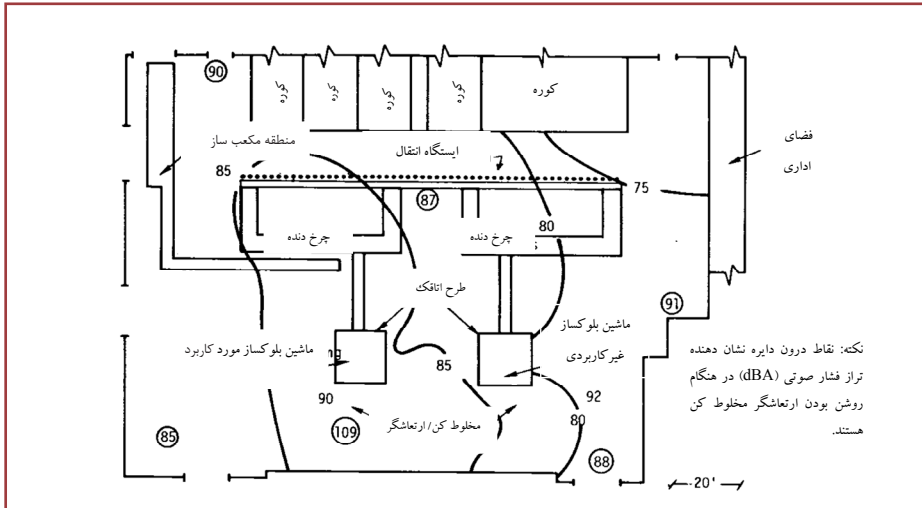 90
کوره
کوره
کوره
کوره
کوره
منطقه مکعب ساز
ایستگاه انتقال
فضای
اداری
85
87
75
80
چرخ دنده
چرخ دنده
طرح اتاقک
91
ماشین بلوکساز
غیرکاربردی
ماشین بلوکساز مورد کاربرد
ng
85
90
92
109
مخلوط کن/ ارتعاشگر
80
85
88
نکته: نقاط درون دایره نشان دهنده
تراز فشار صوتی (dBA) در هنگام
روشن بودن ارتعاشگر مخلوط کن
هستند.
20'